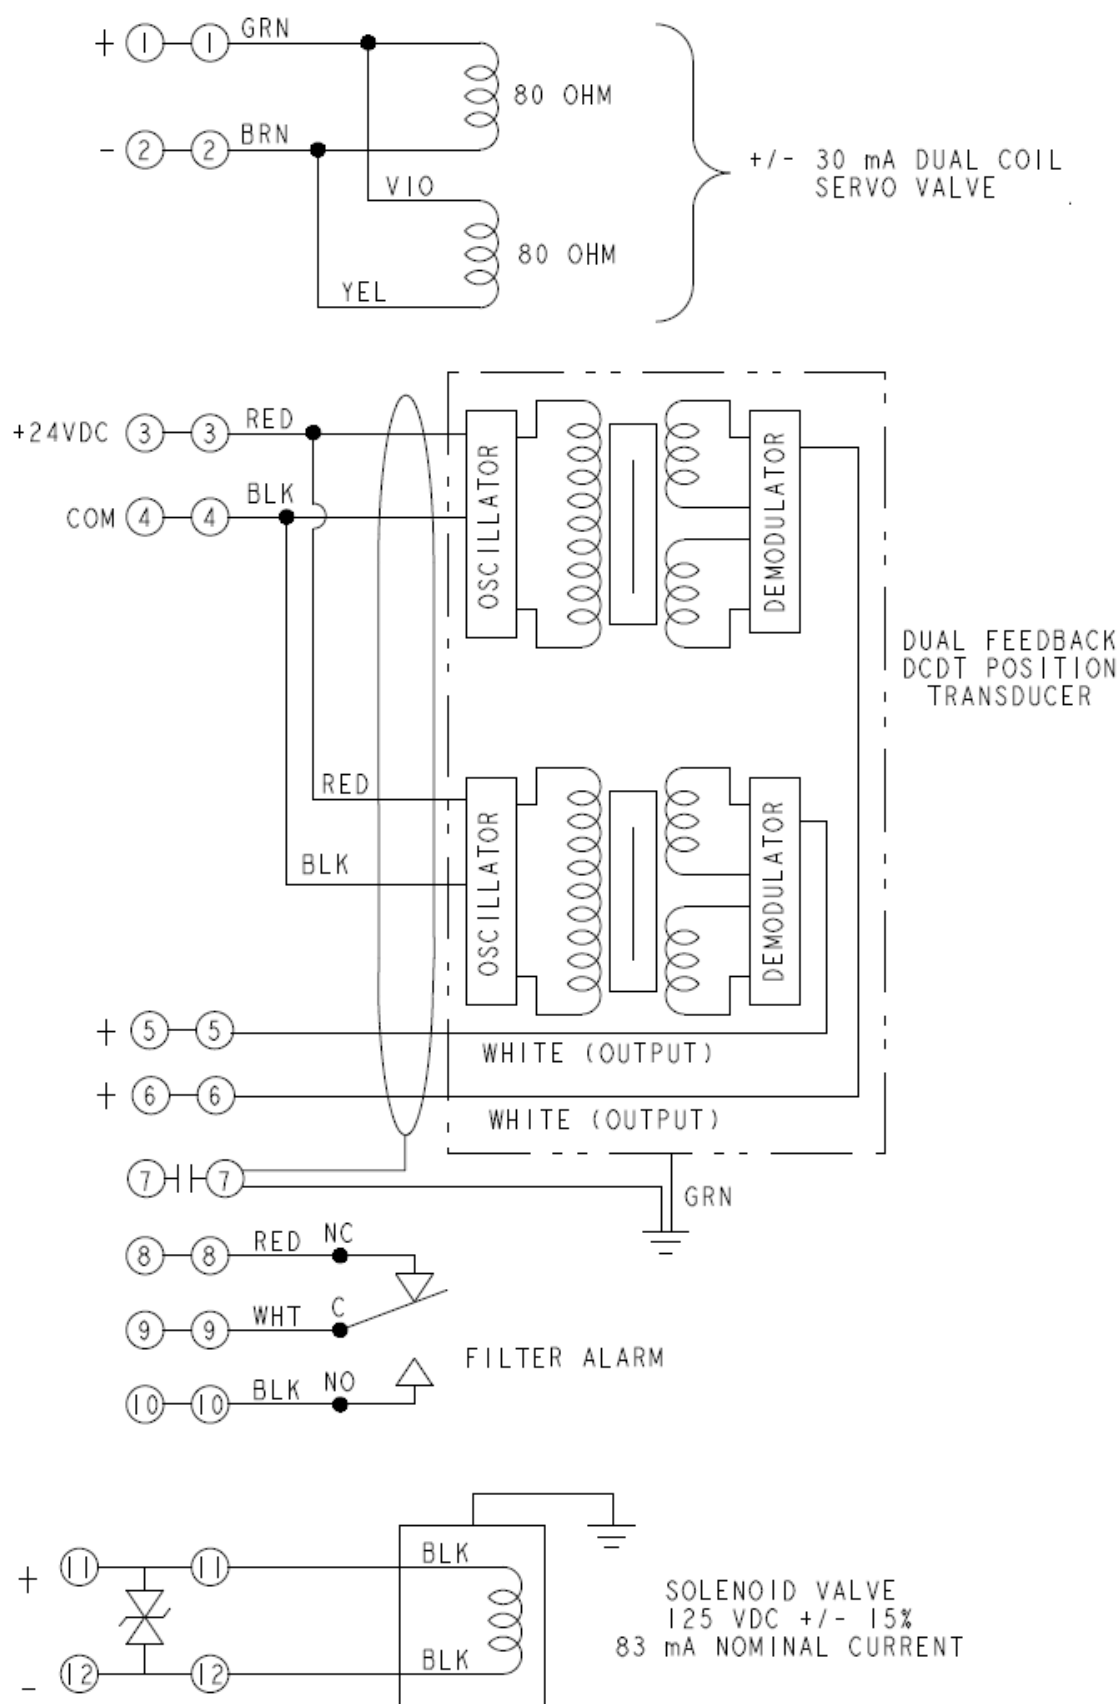 + 1 1 GRN
80 OHM
- 2 2 BRN
+/- 30 mA DUAL COIL
SERVO VALVE
VIO
80 OHM
YEL
+24VDC 3 3 RED
COM 4 4 BLK
OSCILLATOR
DEMODULATOR
DUAL FEEDBACK
DCDT POSITION
TRANSDUCER
RED
BLK
OSCILLATOR
DEMODULATOR
+ 5 5
WHITE (OUTPUT)
+ 6 6
WHITE (OUTPUT)
7 7
GRN
8 8 RED NC
9 9 WHT C
FILTER ALARM
10 10 BLK NO
+ 11 11 BLK
SOLENOID VALVE
125 VDC +/- 15%
83 mA NOMINAL CURRENT
- 12 12 BLK